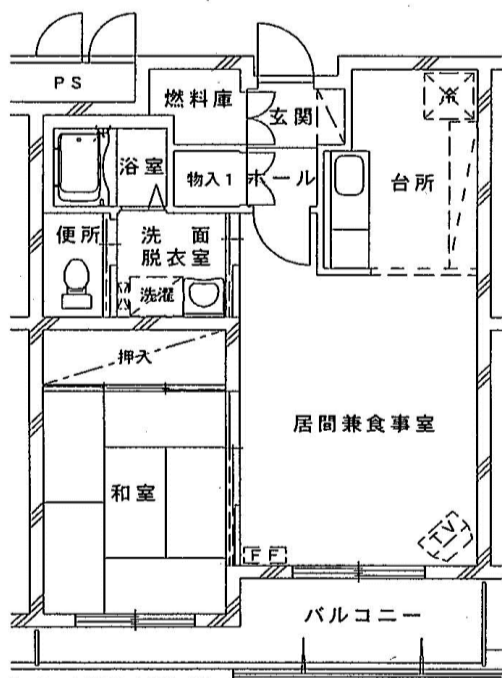 PS
燃料庫
玄関
冷
浴室
物入1
ホール
台所
便所
洗面
脱衣室
洗濯
押入
居間兼食事室
和室
FF
TV
バルコニー